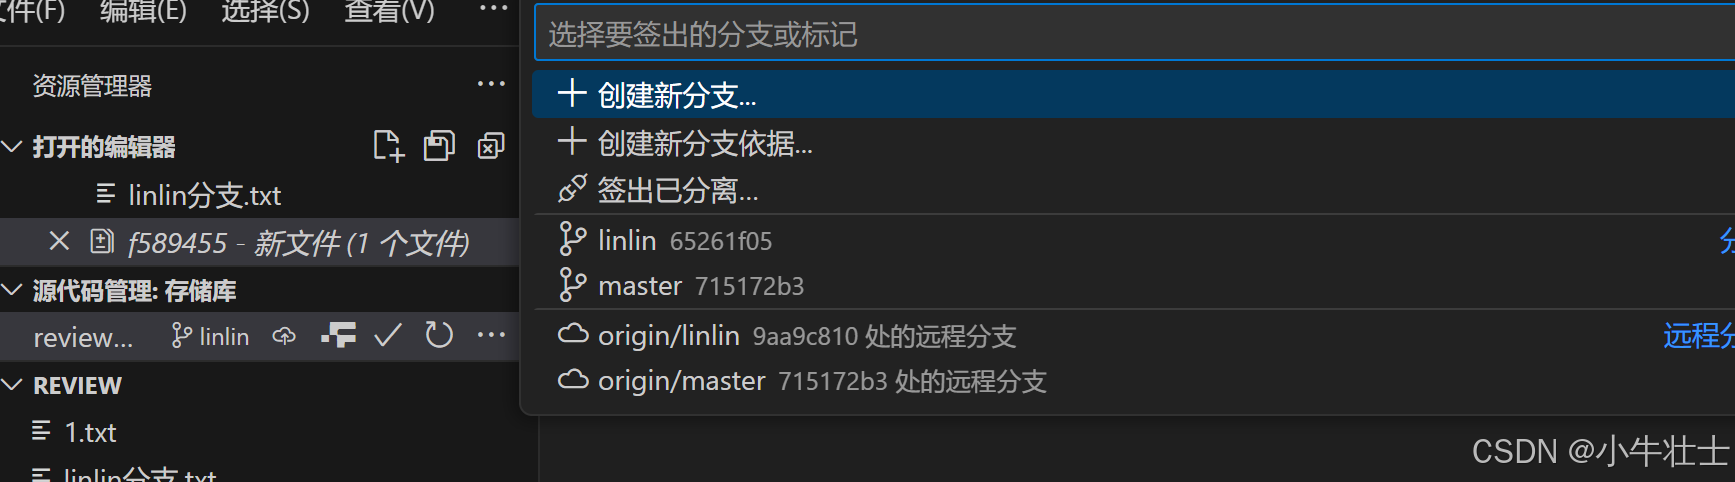 文件(F) 编辑(E) 选择(S) 查看(V) ...
资源管理器 ...
打开的编辑器
linlin分支.txt
f589455 - 新文件 (1 个文件)
源代码管理: 存储库
review... linlin ...
REVIEW
1.txt
linlin分支.txt
选择要签出的分支或标记
创建新分支...
创建新分支依据...
签出已分离...
linlin 65261f05 分
master 715172b3
origin/linlin 9aa9c810 处的远程分支 远程分
origin/master 715172b3 处的远程分支
CSDN @小牛壮士